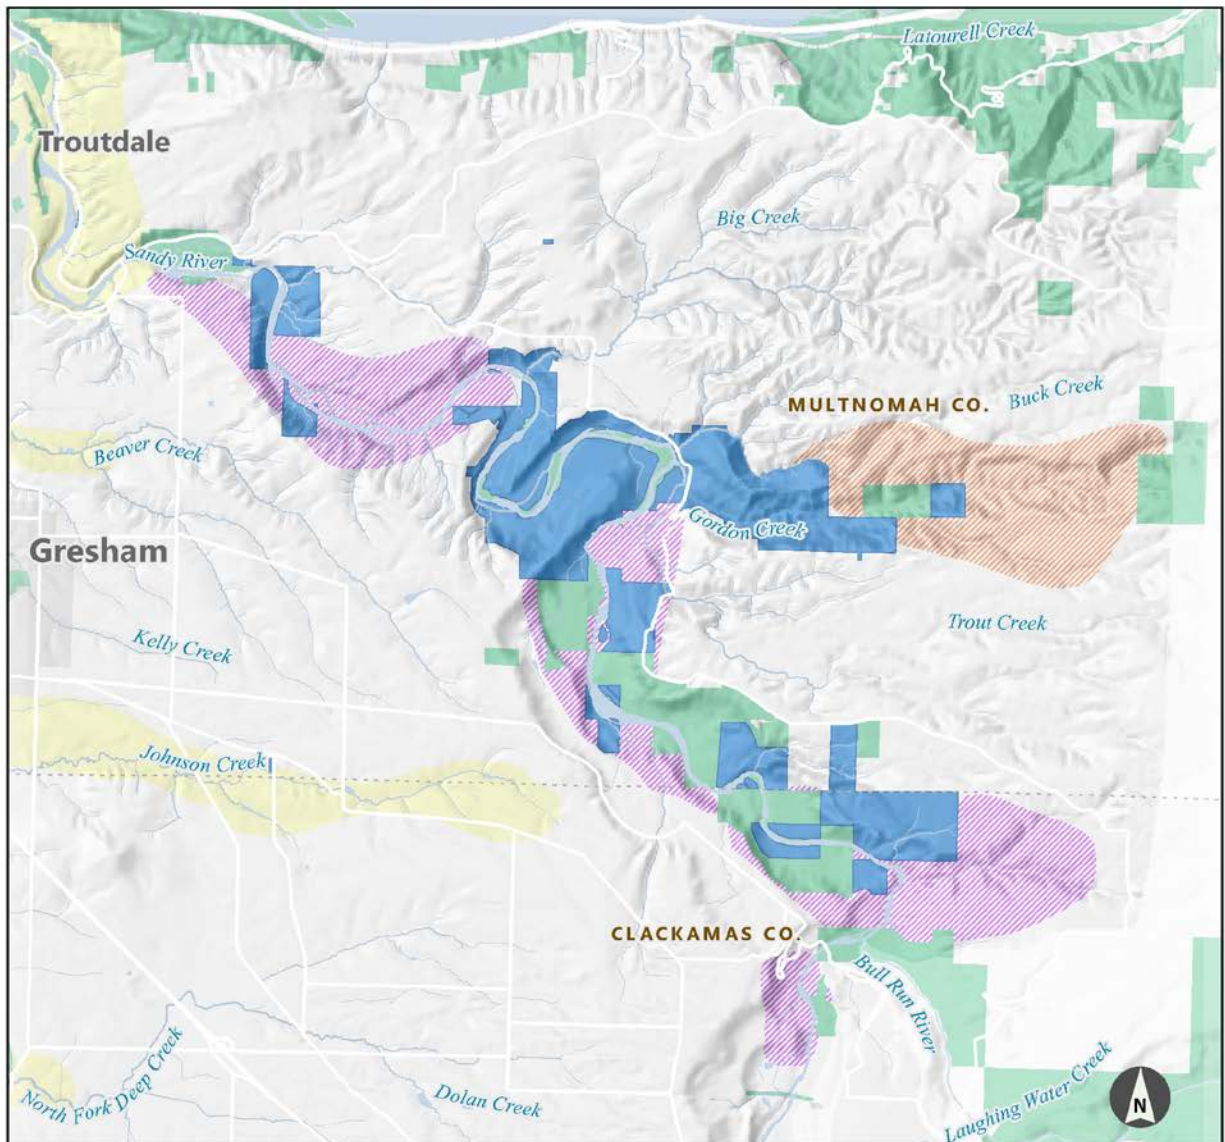 Latourell Creek
Troutdale
Big Creek
Sandy River
Buck Creek
MULTNOMAH CO.
Beaver Creek
Gordon Creek
Gresham
Trout Creek
Kelly Creek
Johnson Creek
CLACKAMAS CO.
Bull Run River
North Fork Deep Creek
Dolan Creek
Laughing Water Creek
N